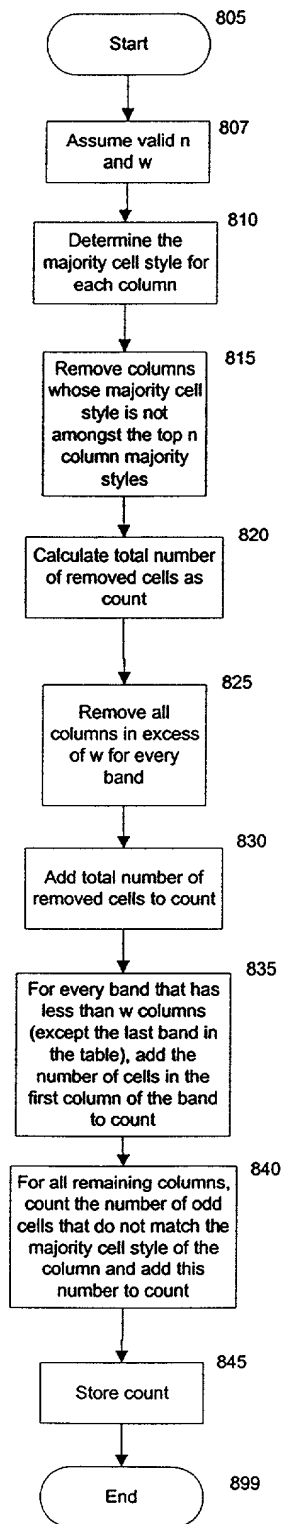 805
Start
807
Assume valid n
and w
810
Determine the
majority cell style for
each column
815
Remove columns
whose majority cell
style is not
amongst the top n
column majority
styles
820
Calculate total number
of removed cells as
count
825
Remove all
columns in excess
of w for every
band
830
Add total number of
removed cells to count
835
For every band that has
less than w columns
(except the last band in
the table), add the
number of cells in the
first column of the band
to count
840
For all remaining columns,
count the number of odd
cells that do not match the
majority cell style of the
column and add this
number to count
845
Store count
899
End